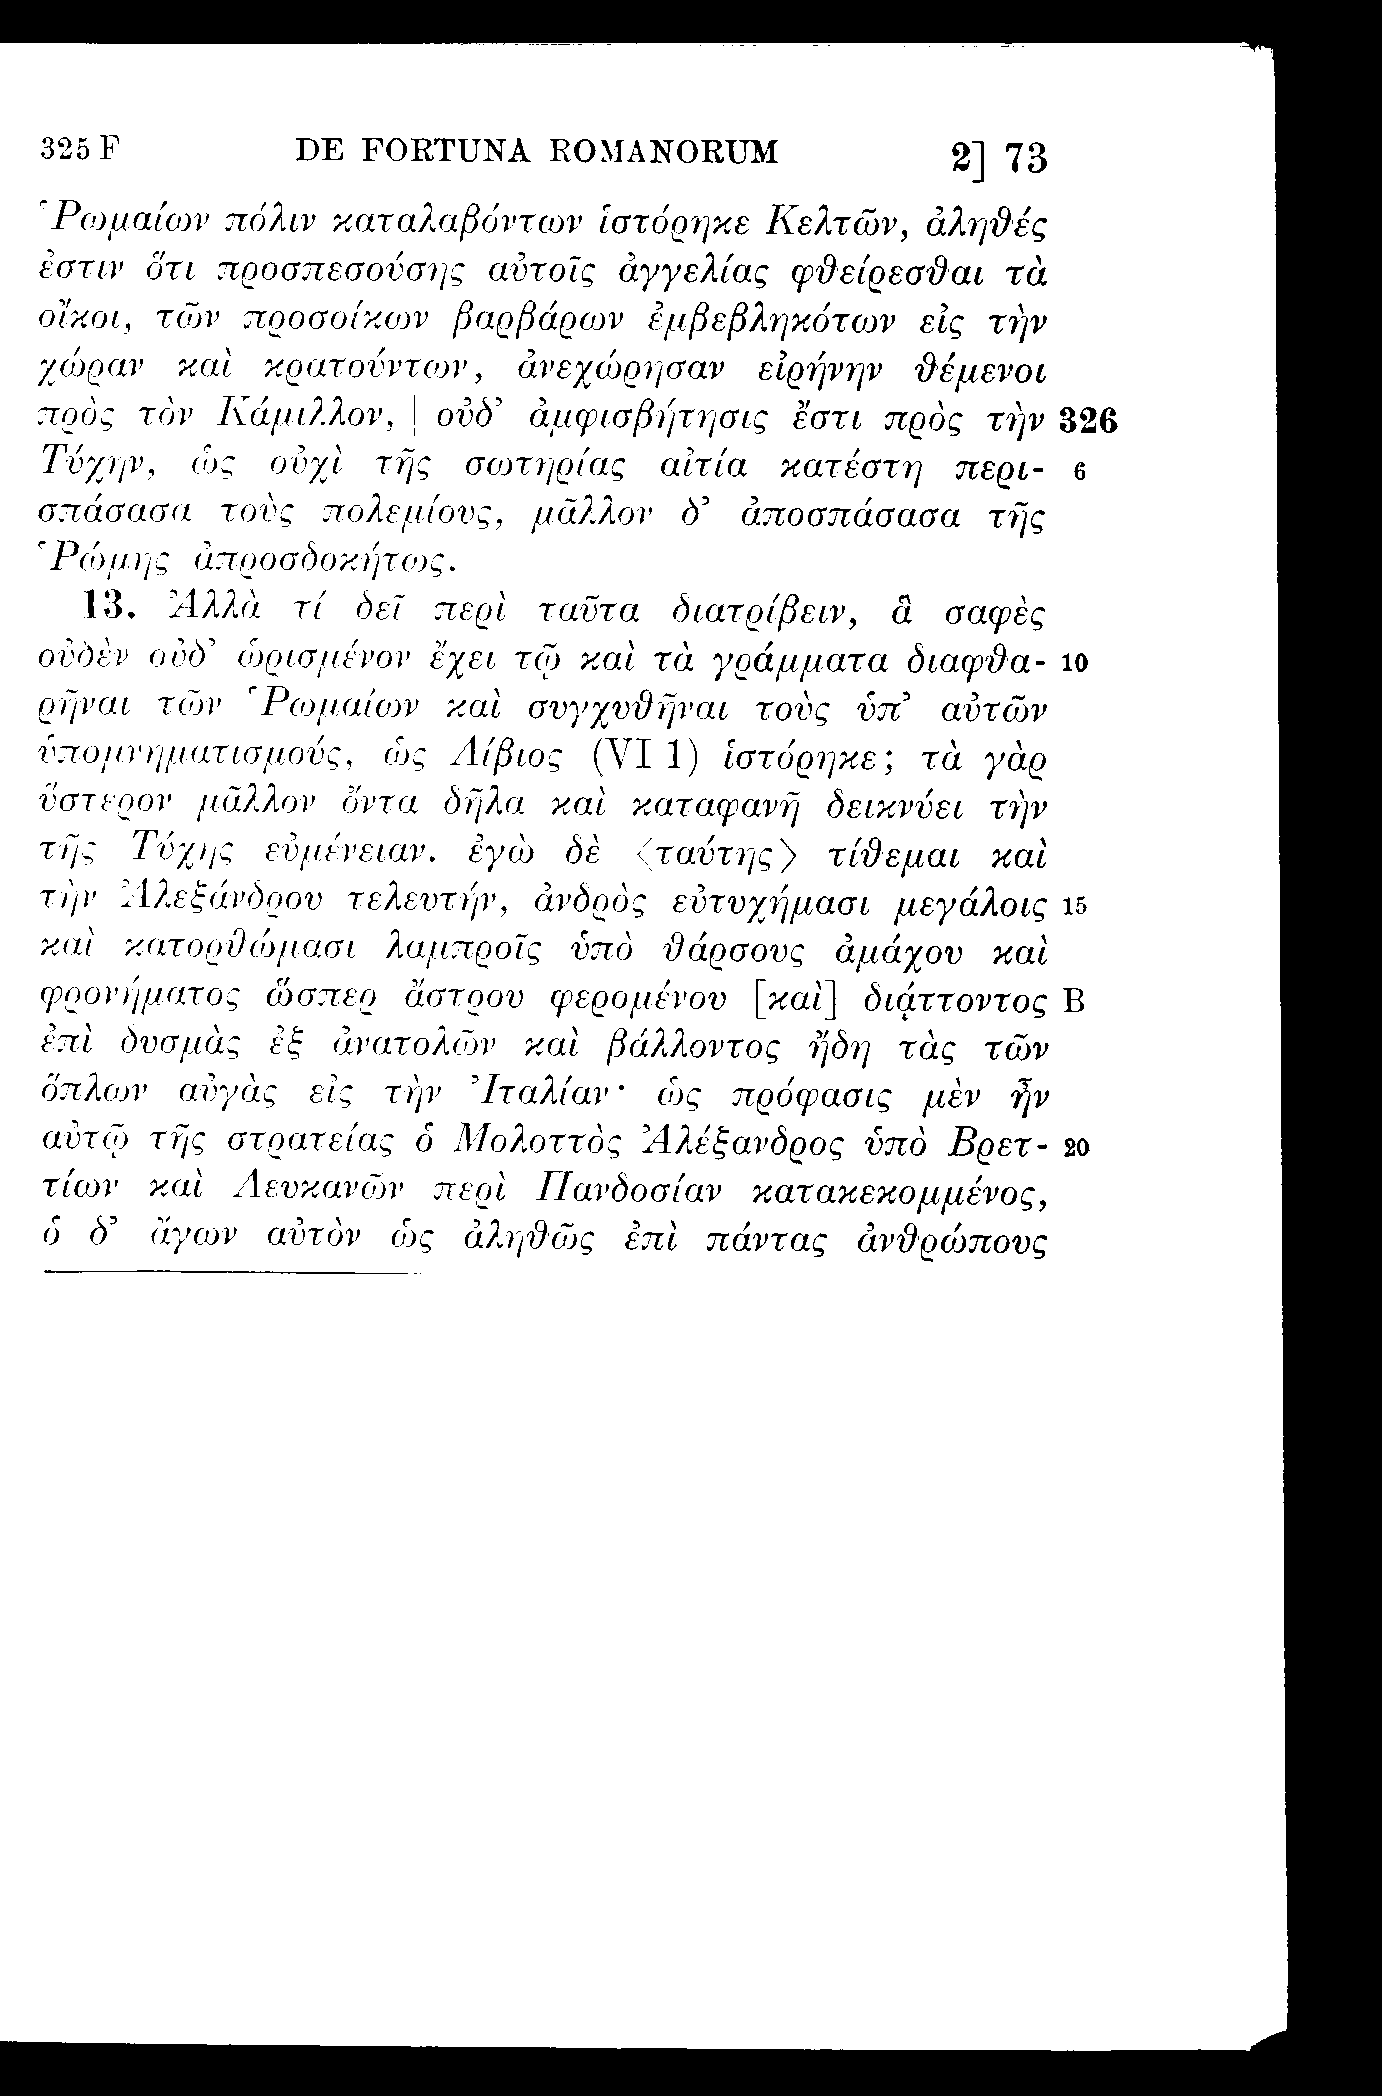 325 F DE FORTUNA ROMANORUM 2] 73
Ῥωμαίων πόλιν καταλαβόντων ἱστόρηκε Κελτῶν, ἀληθές
ἐστιν ὅτι προσπεσούσης αὐτοῖς ἀγγελίας φθείρεσθαι τὰ
οἴκοι, τῶν προσοίκων βαρβάρων ἐμβεβληκότων εἰς τὴν
χώραν καὶ κρατούντων, ἀνεχώρησαν εἰρήνην θέμενοι
πρὸς τὸν Κάμιλλον, | οὐδ’ ἀμφισβήτησις ἔστι πρὸς τὴν 326
Τύχην, ὡς οὐχὶ τῆς σωτηρίας αἰτία κατέστη περι- 6
σπάσασα τοὺς πολεμίους, μᾶλλον δ’ ἀποσπάσασα τῆς
Ῥώμης ἀπροσδοκήτως.
13. Ἀλλὰ τί δεῖ περὶ ταῦτα διατρίβειν, ἃ σαφὲς
οὐδὲν οὐδ’ ὡρισμένον ἔχει τῷ καὶ τὰ γράμματα διαφθα- 10
ρῆναι τῶν Ῥωμαίων καὶ συγχυθῆναι τοὺς ὑπ’ αὐτῶν
ὑπομνηματισμούς, ὡς Λίβιος (VI 1) ἱστόρηκε; τὰ γὰρ
ὕστερον μᾶλλον ὄντα δῆλα καὶ καταφανῆ δεικνύει τὴν
τῆς Τύχης εὐμένειαν. ἐγὼ δὲ 〈ταύτης〉 τίθεμαι καὶ
τὴν Ἀλεξάνδρου τελευτήν, ἀνδρὸς εὐτυχήμασι μεγάλοις 15
καὶ κατορθώμασι λαμπροῖς ὑπὸ θάρσους ἀμάχου καὶ
φρονήματος ὥσπερ ἄστρου φερομένου [καὶ] διᾴττοντος B
ἐπὶ δυσμὰς ἐξ ἀνατολῶν καὶ βάλλοντος ἤδη τὰς τῶν
ὅπλων αὐγὰς εἰς τὴν Ἰταλίαν· ὡς πρόφασις μὲν ἦν
αὐτῷ τῆς στρατείας ὁ Μολοττὸς Ἀλέξανδρος ὑπὸ Βρετ- 20
τίων καὶ Λευκανῶν περὶ Πανδοσίαν κατακεκομμένος,
ὁ δ’ ἄγων αὐτὸν ὡς ἀληθῶς ἐπὶ πάντας ἀνθρώπους